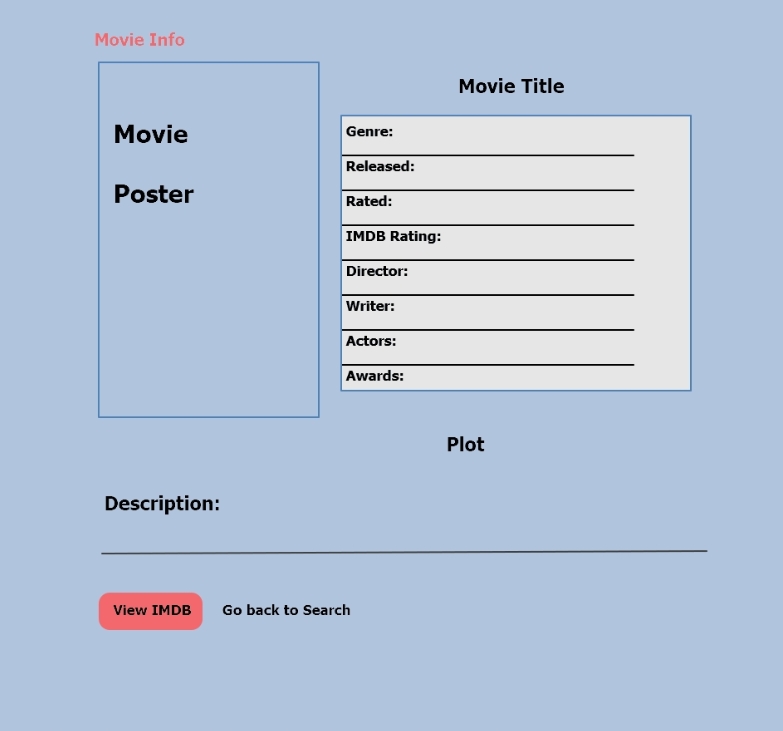 Movie Info
Movie
Poster
Movie Title
Genre:
Released:
Rated:
IMDB Rating:
Director:
Writer:
Actors:
Awards:
Plot
Description:
View IMDB
Go back to Search